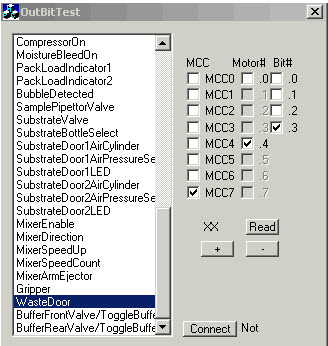 OutBitTest
CompressorOn
MoistureBleedOn
PackLoadIndicator1
PackLoadIndicator2
BubbleDetected
SamplePipettorValve
SubstrateValve
SubstrateBottleSelect
SubstrateDoor1AirCylinder
SubstrateDoor1AirPressureSe
SubstrateDoor1LED
SubstrateDoor2AirCylinder
SubstrateDoor2AirPressureSe
SubstrateDoor2LED
MixerEnable
MixerDirection
MixerSpeedUp
MixerSpeedCount
MixerArmEjector
Gripper
WasteDoor
BufferFrontValve/ToggleBuffe
BufferRearValve/ToggleBuffe
MCC Motor# Bit#
MCC0 .0 .0
MCC1 .1 .1
MCC2 .2 .2
MCC3 .3 .3
MCC4 .4
MCC5 .5
MCC6 .6
MCC7 .7
XX Read
+ -
Connect Not